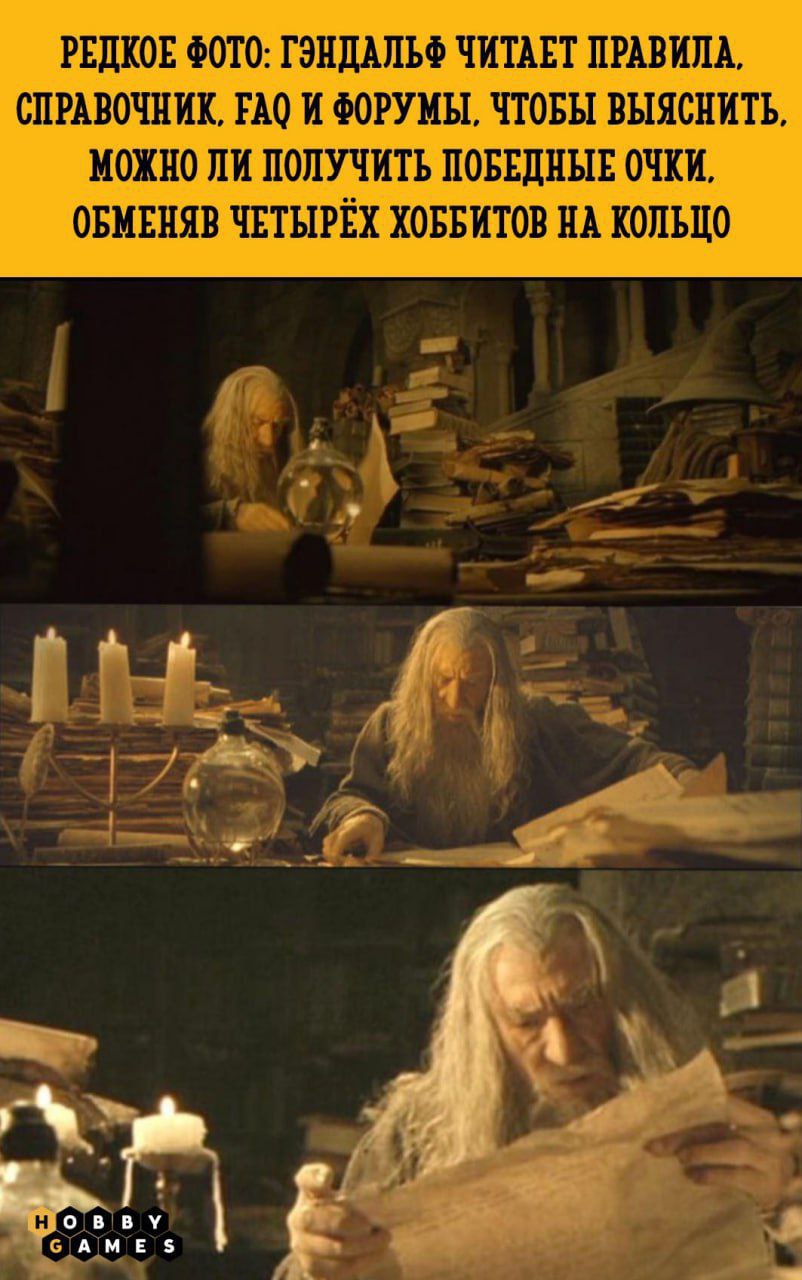 РЕДКОЕ ФОТО: ГЭНДАЛЬФ ЧИТАЕТ ПРАВИЛА,
СПРАВОЧНИК, FAQ И ФОРУМЫ, ЧТОБЫ ВЫЯСНИТЬ,
МОЖНО ЛИ ПОЛУЧИТЬ ПОБЕДНЫЕ ОЧКИ,
ОБМЕНЯВ ЧЕТЫРЁХ ХОББИТОВ НА КОЛЬЦО
HOBBY
GAMES